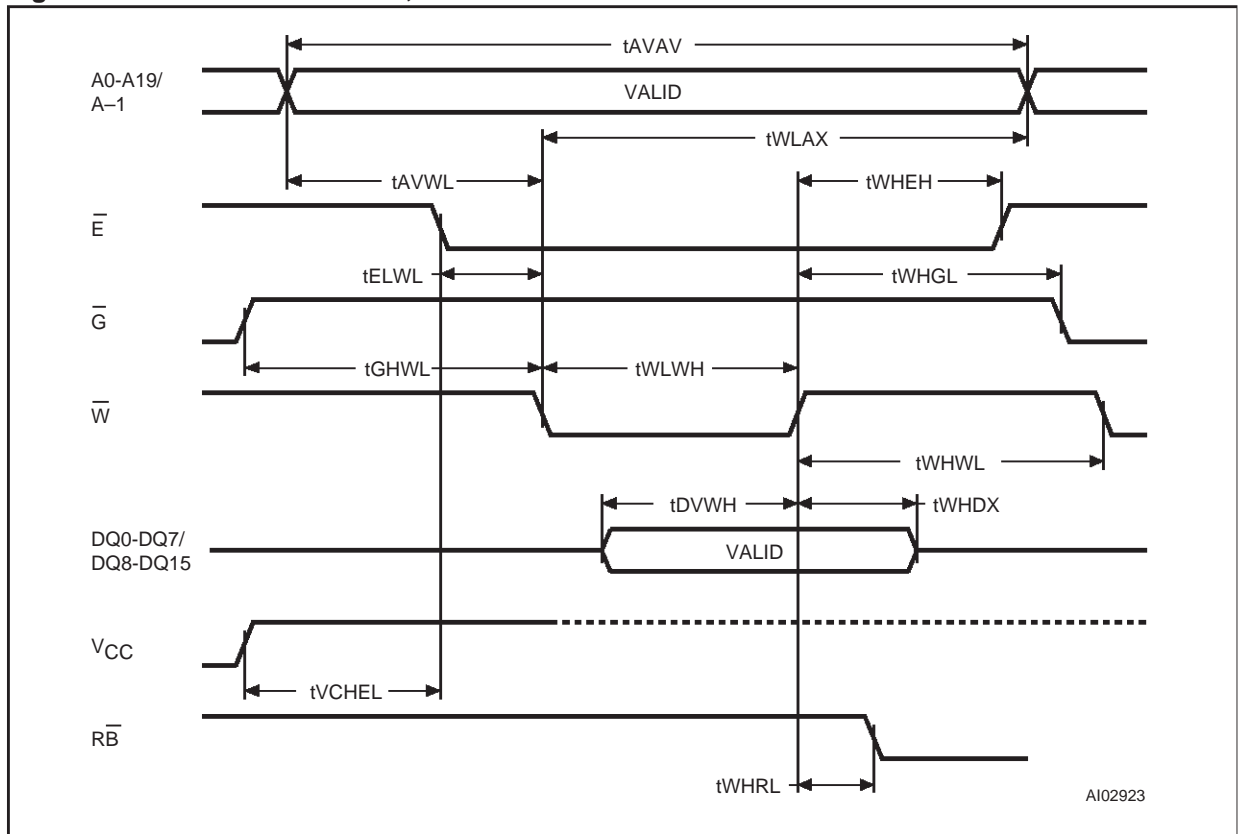 tAVAV
A0-A19/
A–1
VALID
tWLAX
tAVWL
tWHEH
E̅
tELWL
tWHGL
G̅
tGHWL
tWLWH
W̅
tWHWL
tDVWH
tWHDX
DQ0-DQ7/
DQ8-DQ15
VALID
VCC
tVCHEL
RB̅
tWHRL
AI02923